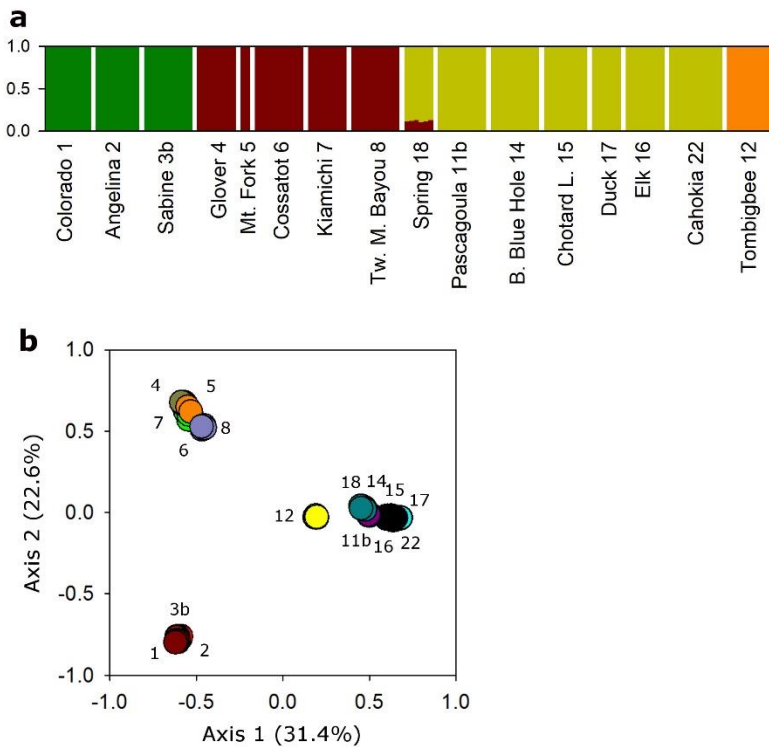 a
1.0
0.5
0.0
Colorado 1
Angelina 2
Sabine 3b
Glover 4
Mt. Fork 5
Cossatot 6
Kiamichi 7
Tw. M. Bayou 8
Spring 18
Pascagoula 11b
B. Blue Hole 14
Chotard L. 15
Duck 17
Elk 16
Cahokia 22
Tombigbee 12
b
1.0
0.5
0.0
-0.5
-1.0
Axis 2 (22.6%)
4
5
7
6
8
18
14
15
17
12
11b
16
22
3b
1
2
-1.0
-0.5
0.0
0.5
1.0
Axis 1 (31.4%)